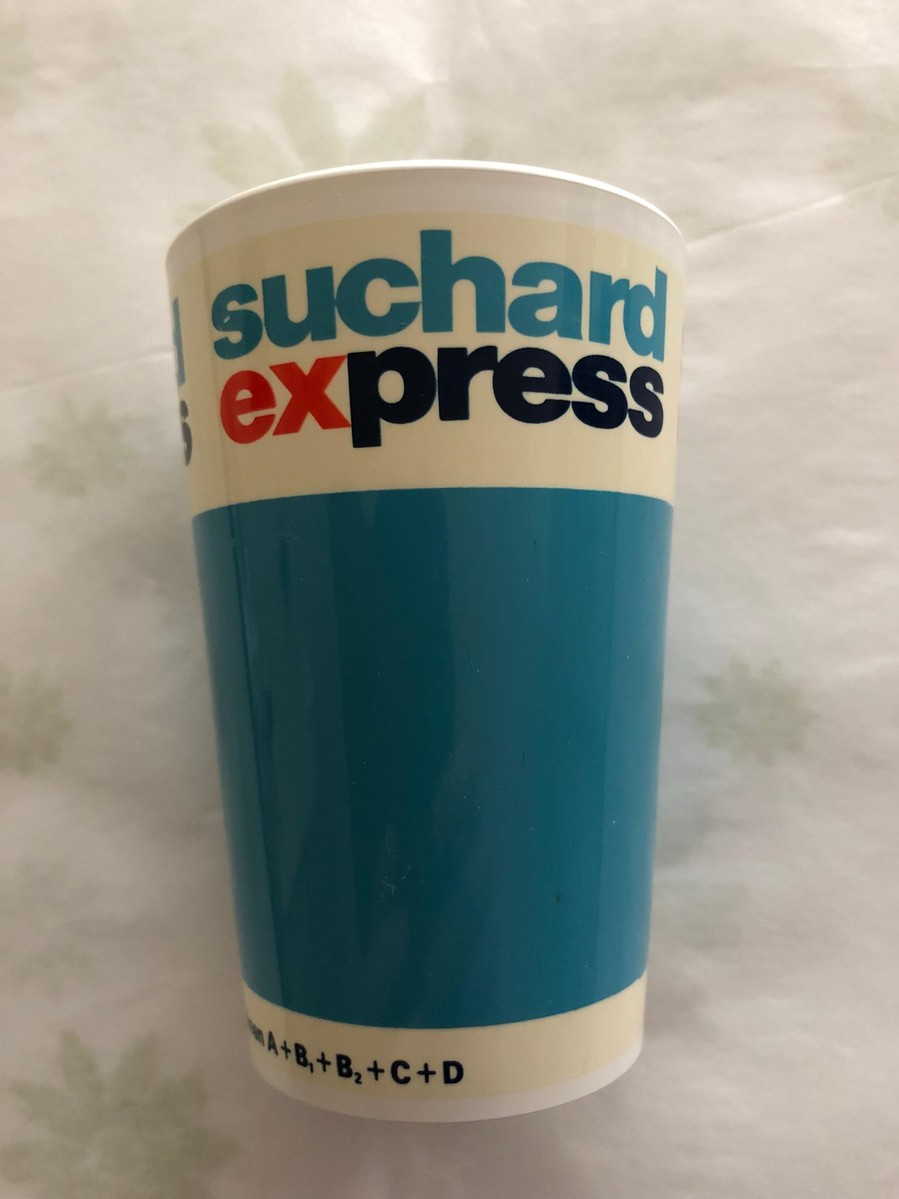 suchard
express
A+B₁+B₂+C+D